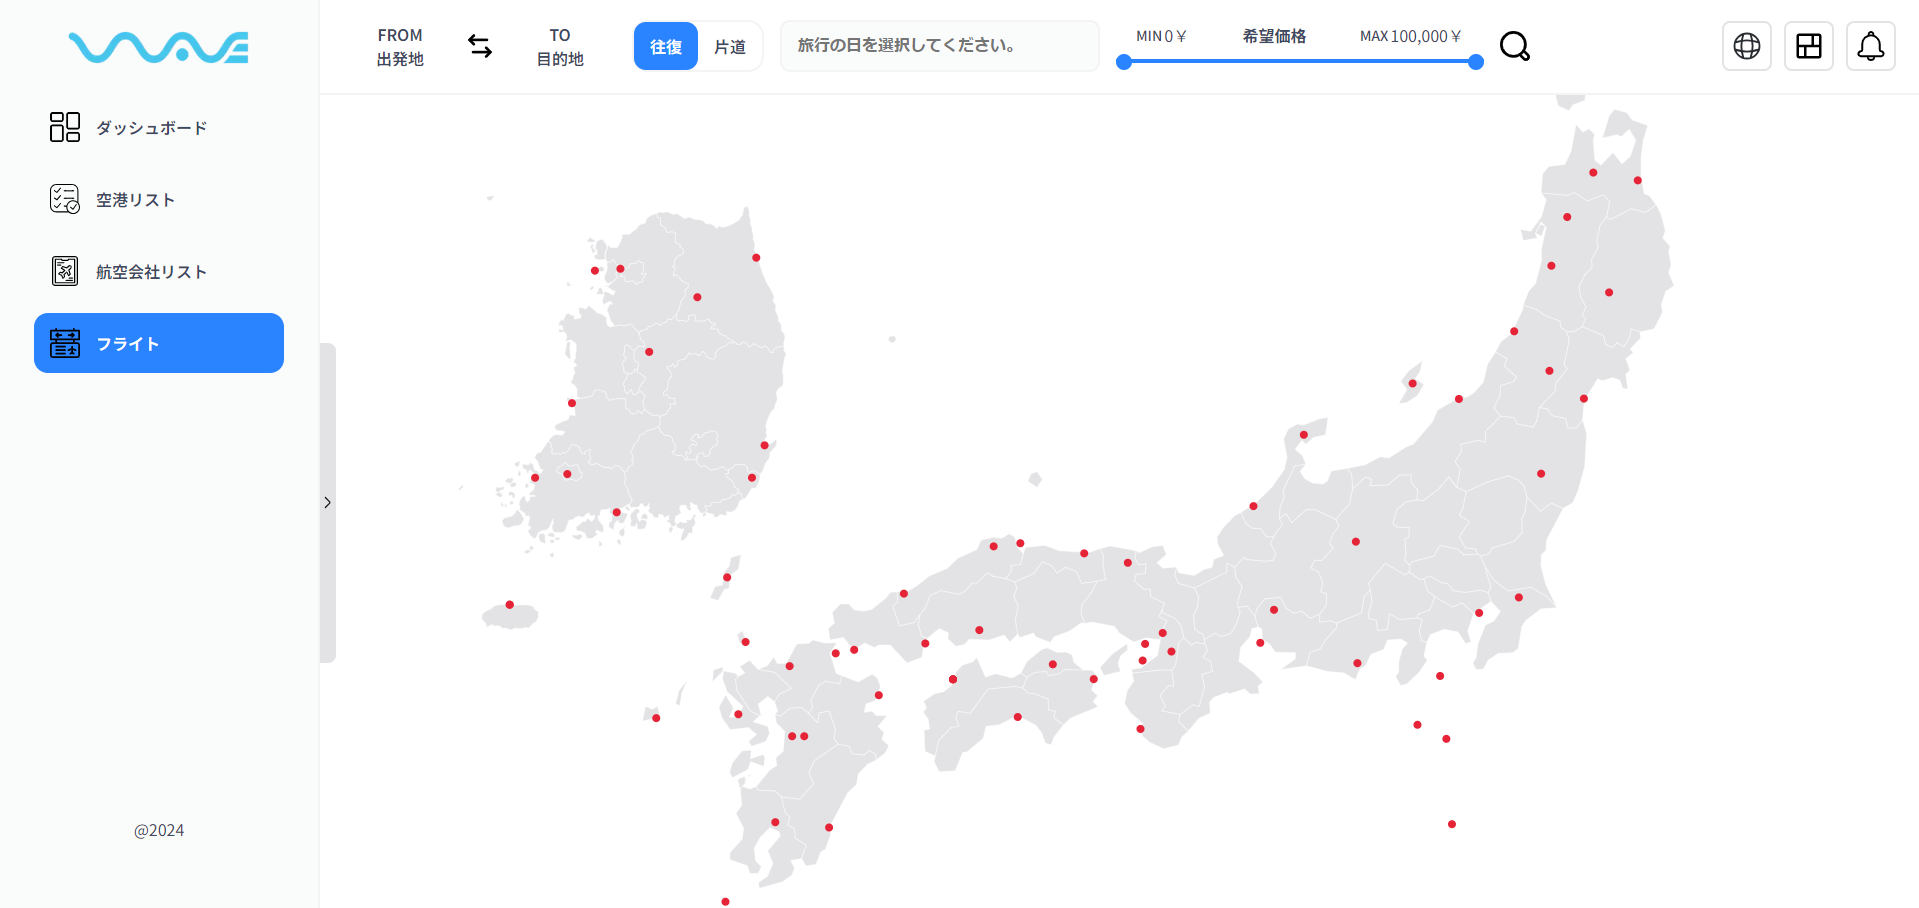 WAVE
FROM
出発地
TO
目的地
往復
片道
旅行の日を選択してください。
MIN 0 ¥
希望価格
MAX 100,000 ¥
ダッシュボード
空港リスト
航空会社リスト
フライト
@2024